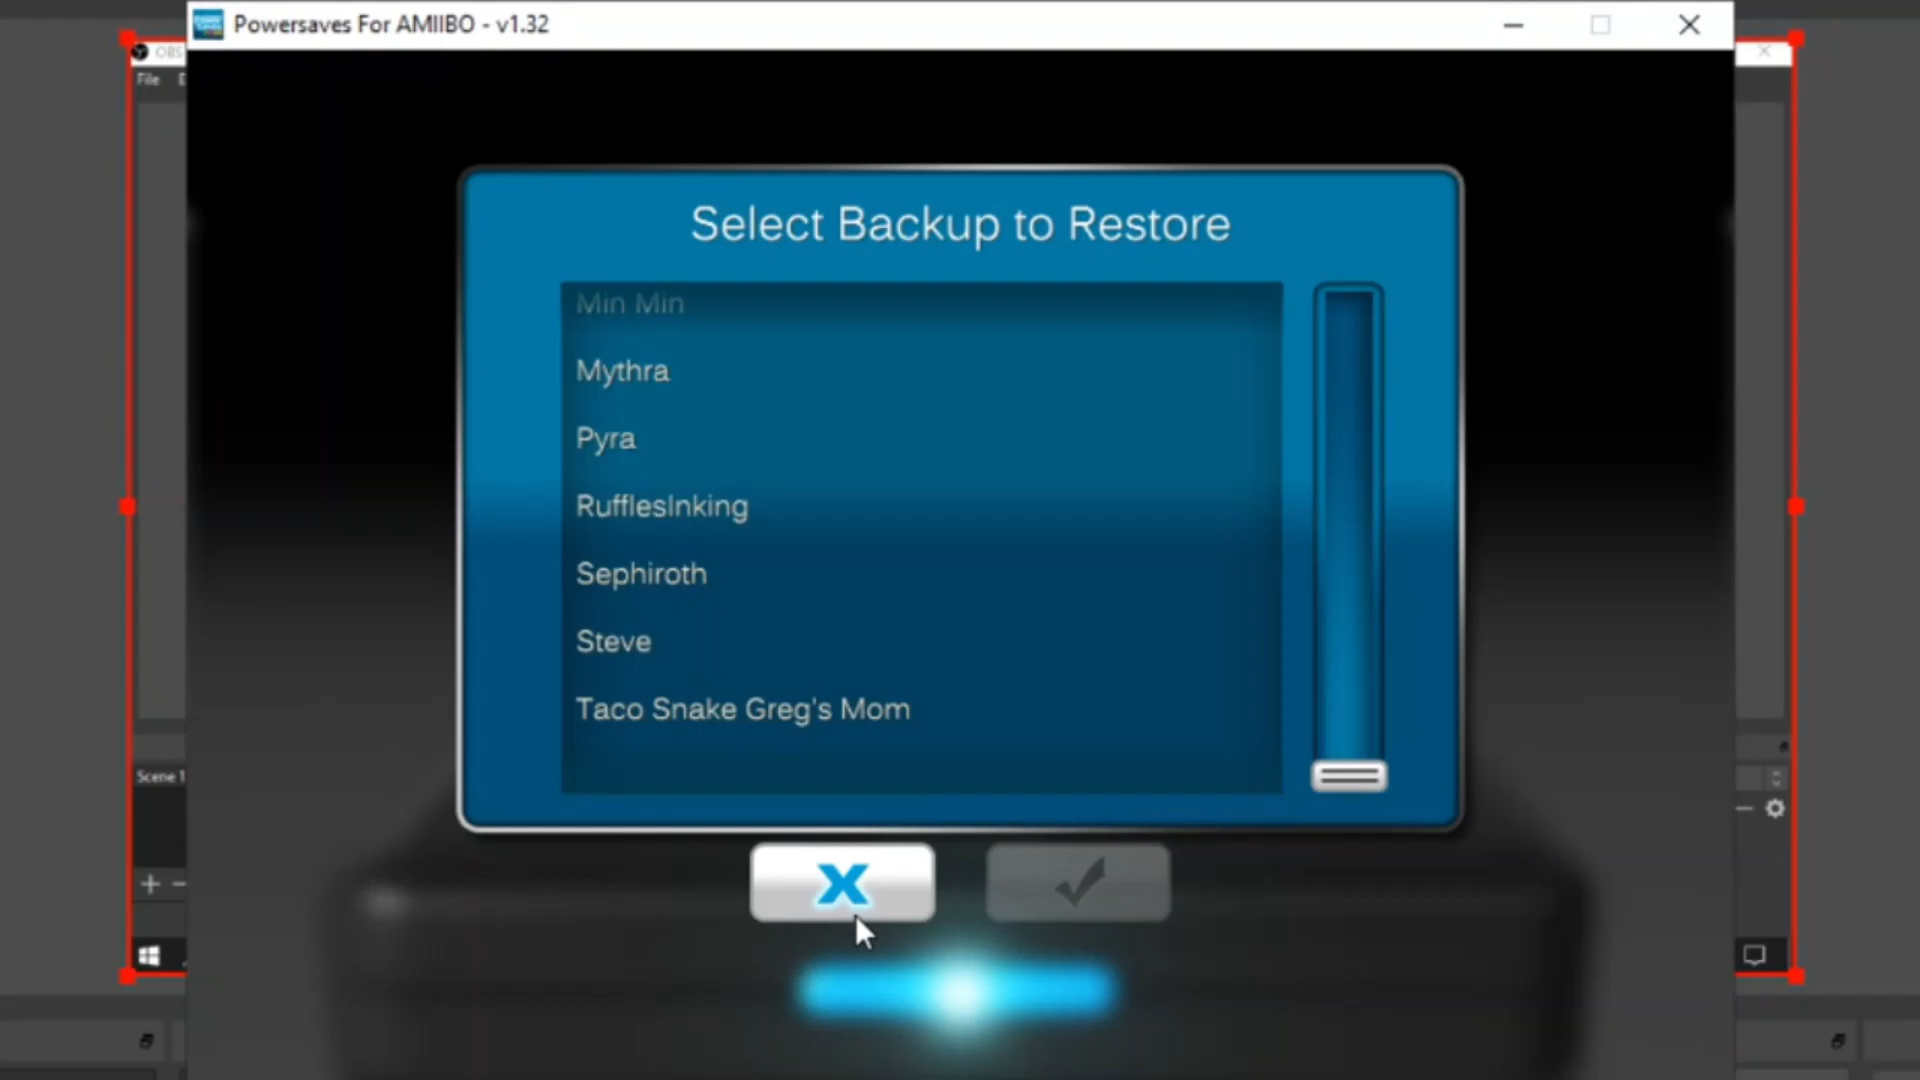 Powersaves For AMIIBO - v1.32
OBS
File
Select Backup to Restore
Min Min
Mythra
Pyra
RufflesInking
Sephiroth
Steve
Taco Snake Greg's Mom
Scene 1